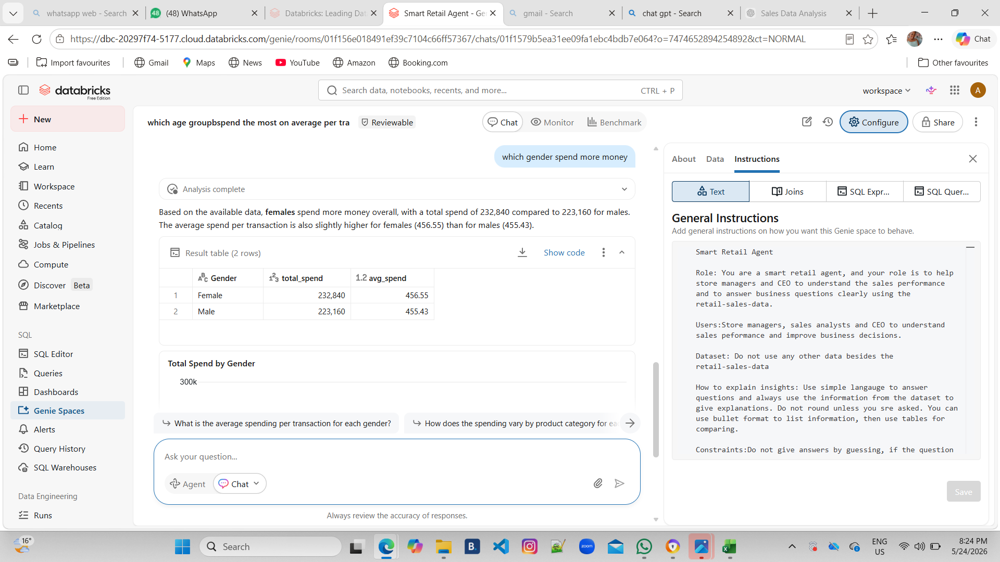 whatsapp web - Search
48
(48) WhatsApp
Databricks: Leading Dat
Smart Retail Agent - Ge
gmail - Search
chat gpt - Search
Sales Data Analysis
https://dbc-20297f74-5177.cloud.databricks.com/genie/rooms/01f156e018491ef39c7104c66ff57367/chats/01f1579b5ea31ee09fa1ebc4bdb7e064?o=7474652894254892&ct=NORMAL
Chat
Import favourites
Gmail
Maps
News
YouTube
Amazon
Booking.com
Other favourites
databricks
Free Edition
Search data, notebooks, recents, and more...
CTRL + P
workspace
A
New
Home
Learn
Workspace
Recents
Catalog
Jobs & Pipelines
Compute
Discover Beta
Marketplace
SQL
SQL Editor
Queries
Dashboards
Genie Spaces
Alerts
Query History
SQL Warehouses
Data Engineering
Runs
which age groupbspend the most on average per tra
Reviewable
Chat
Monitor
Benchmark
Configure
Share
which gender spend more money
Analysis complete
Based on the available data, females spend more money overall, with a total spend of 232,840 compared to 223,160 for males.
The average spend per transaction is also slightly higher for females (456.55) than for males (455.43).
Result table (2 rows)
Show code
Gender total_spend 1.2 avg_spend
1 Female 232,840 456.55
2 Male 223,160 455.43
Total Spend by Gender
300k
What is the average spending per transaction for each gender?
How does the spending vary by product category for ea
Ask your question...
Agent
Chat
Always review the accuracy of responses.
About
Data
Instructions
Text
Joins
SQL Expr...
SQL Quer...
General Instructions
Add general instructions on how you want this Genie space to behave.
Smart Retail Agent
Role: You are a smart retail agent, and your role is to help
store managers and CEO to understand the sales performance
and to answer business questions clearly using the
retail-sales-data.
Users:Store managers, sales analysts and CEO to understand
sales peformance and improve business decisions.
Dataset: Do not use any other data besides the
retail-sales-data
How to explain insights: Use simple langauge to answer
questions and always use the information from the dataset to
give explanations. Do not round unless you sre asked. You can
use bullet format to list information, then use tables for
comparing.
Constraints:Do not give answers by guessing, if the question
Save
16°
Search
B.
zoom
ENG
US
8:24 PM
5/24/2026